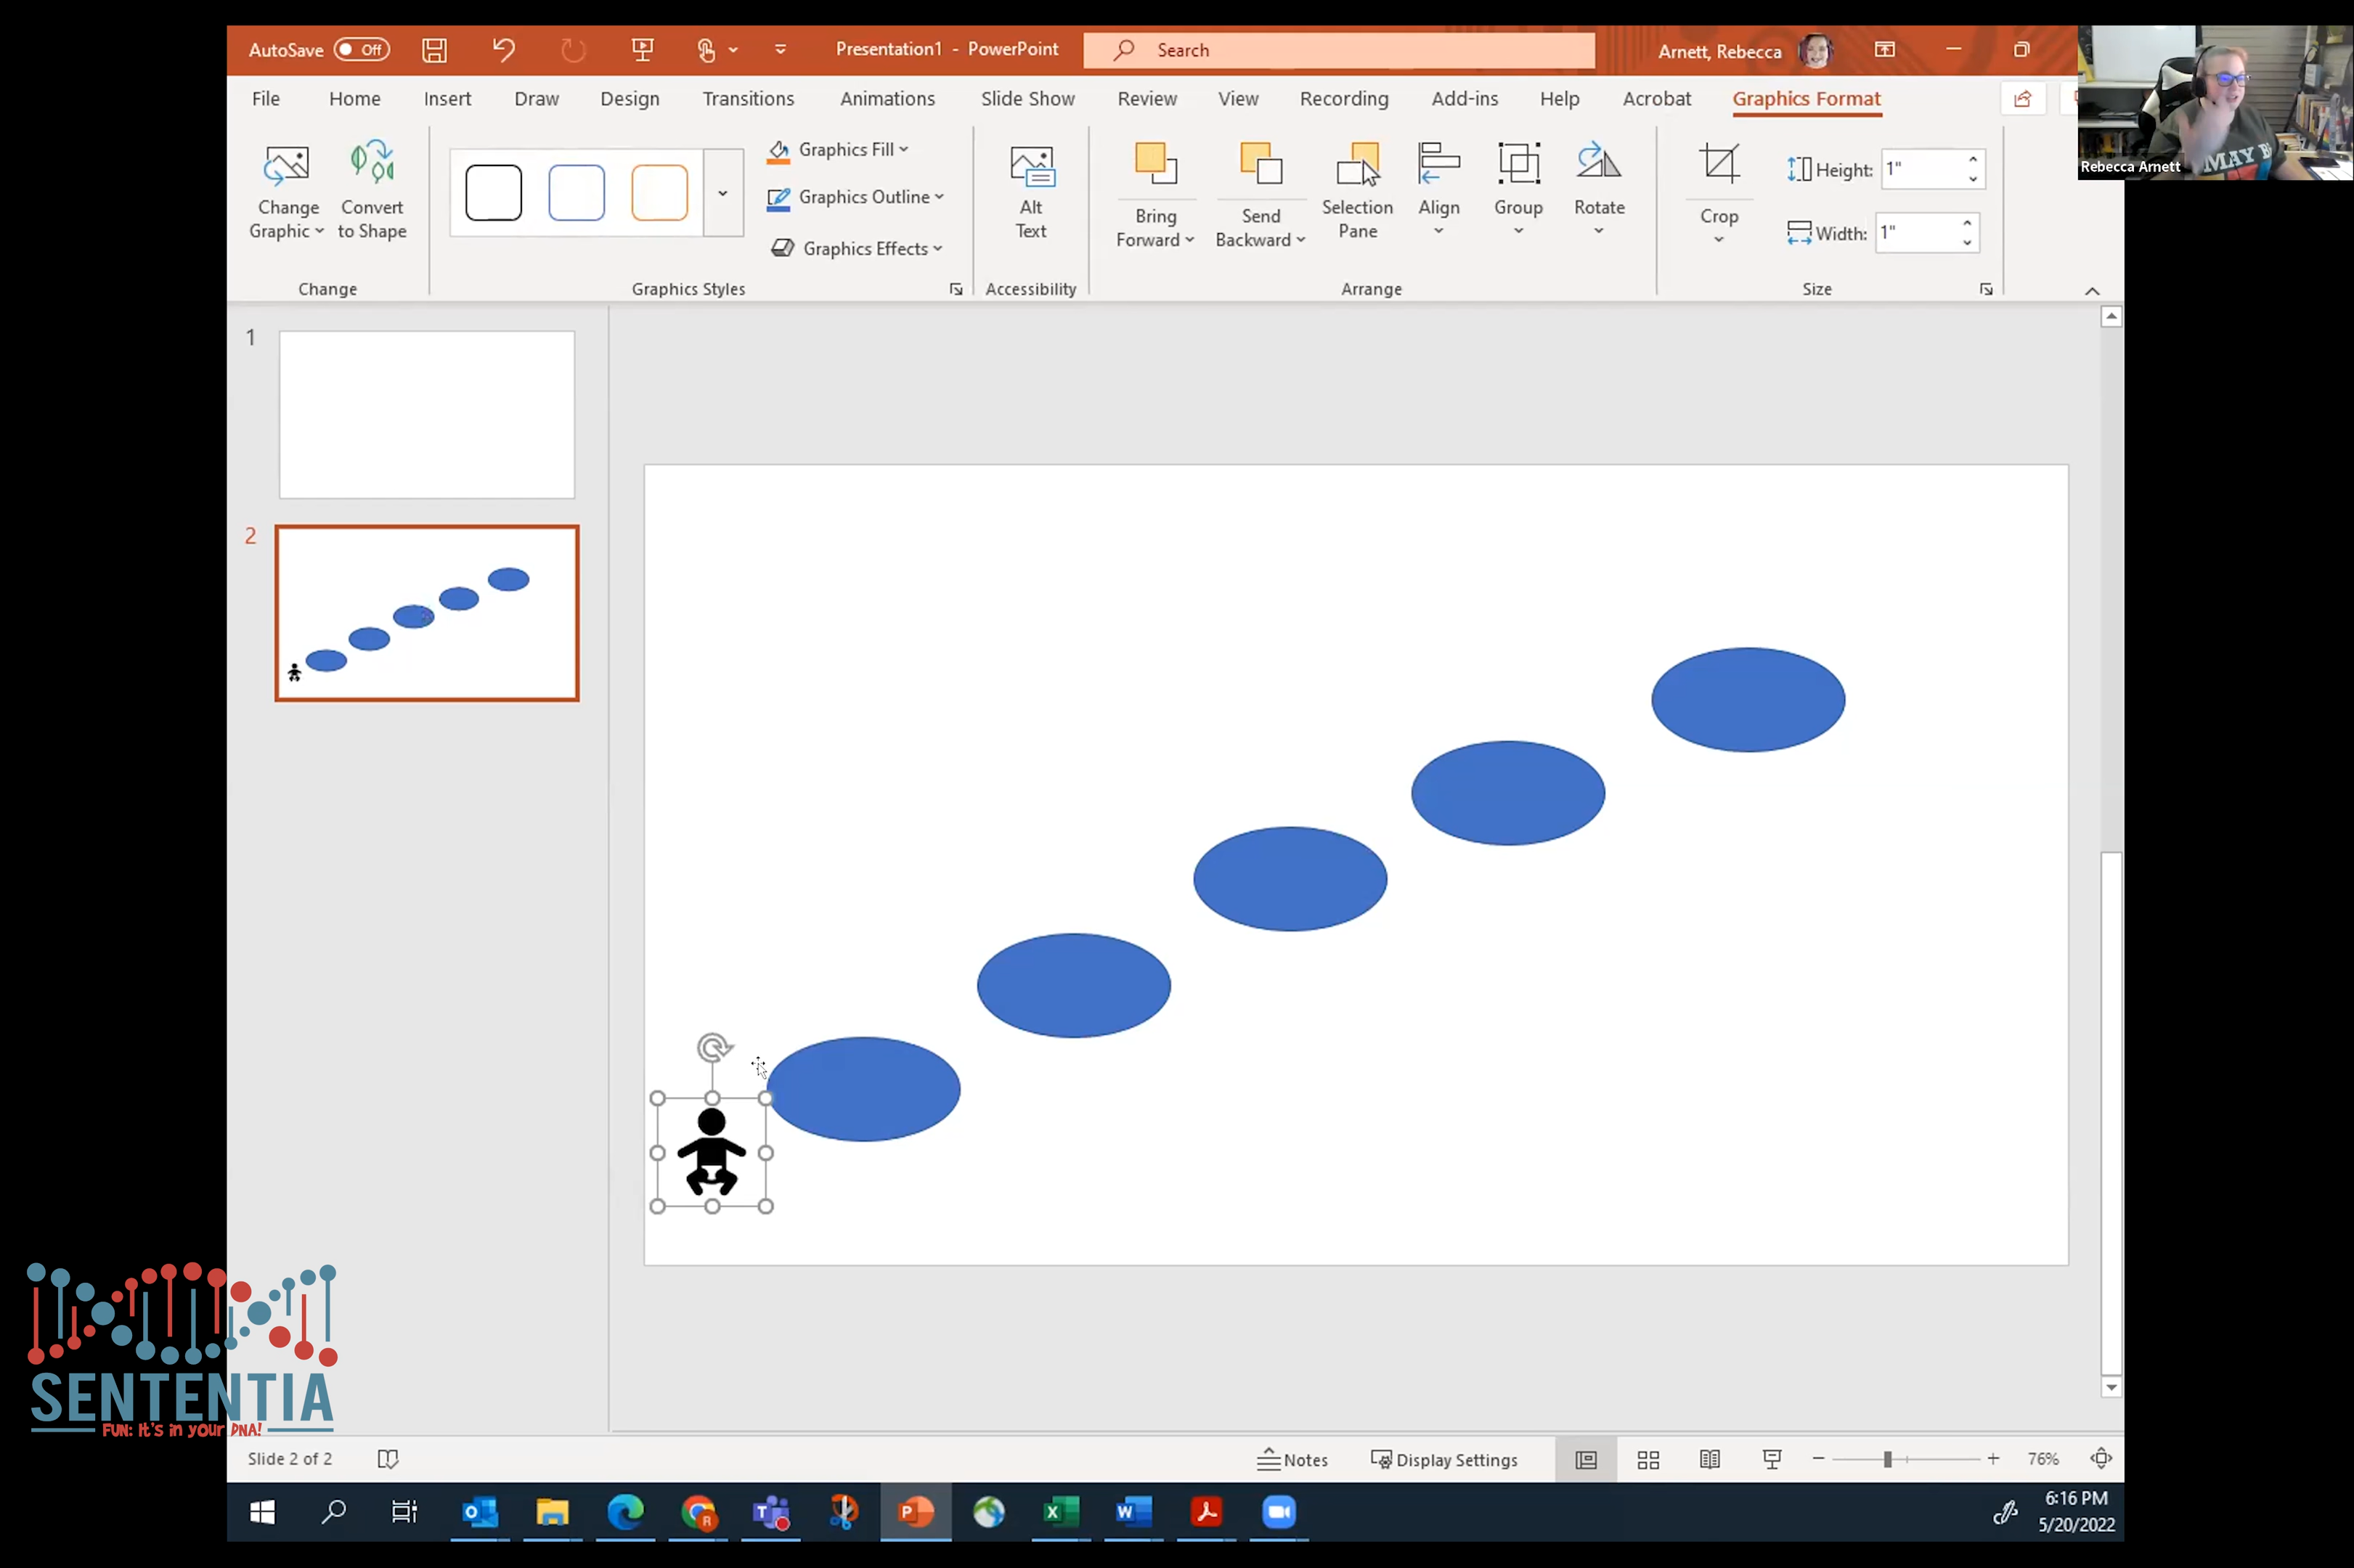 AutoSave Off Presentation1 - PowerPoint Search Arnett, Rebecca
File Home Insert Draw Design Transitions Animations Slide Show Review View Recording Add-ins Help Acrobat Graphics Format
Change Graphic
Convert to Shape
Change
Graphics Fill
Graphics Outline
Graphics Effects
Graphics Styles
Alt Text
Accessibility
Bring Forward
Send Backward
Selection Pane
Align
Group
Rotate
Arrange
Crop
Height: 1"
Width: 1"
Size
MAY
Rebecca Arnett
1
2
SENTENTIA
FUN: It's in your DNA!
Slide 2 of 2 Notes Display Settings 76%
6:16 PM
5/20/2022